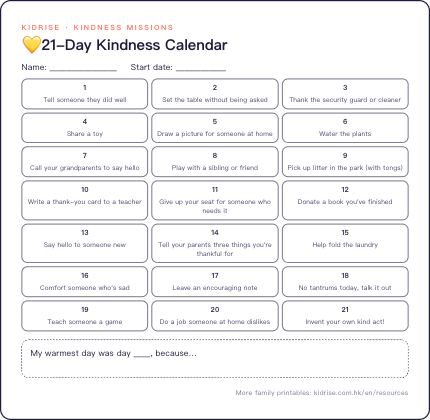 KIDRISE · KINDNESS MISSIONS
💛21-Day Kindness Calendar
Name: ________________ Start date: ____________
1
Tell someone they did well
2
Set the table without being asked
3
Thank the security guard or cleaner
4
Share a toy
5
Draw a picture for someone at home
6
Water the plants
7
Call your grandparents to say hello
8
Play with a sibling or friend
9
Pick up litter in the park (with tongs)
10
Write a thank-you card to a teacher
11
Give up your seat for someone who
needs it
12
Donate a book you've finished
13
Say hello to someone new
14
Tell your parents three things you're
thankful for
15
Help fold the laundry
16
Comfort someone who's sad
17
Leave an encouraging note
18
No tantrums today, talk it out
19
Teach someone a game
20
Do a job someone at home dislikes
21
Invent your own kind act!
My warmest day was day ____, because...
More family printables: kidrise.com.hk/en/resources